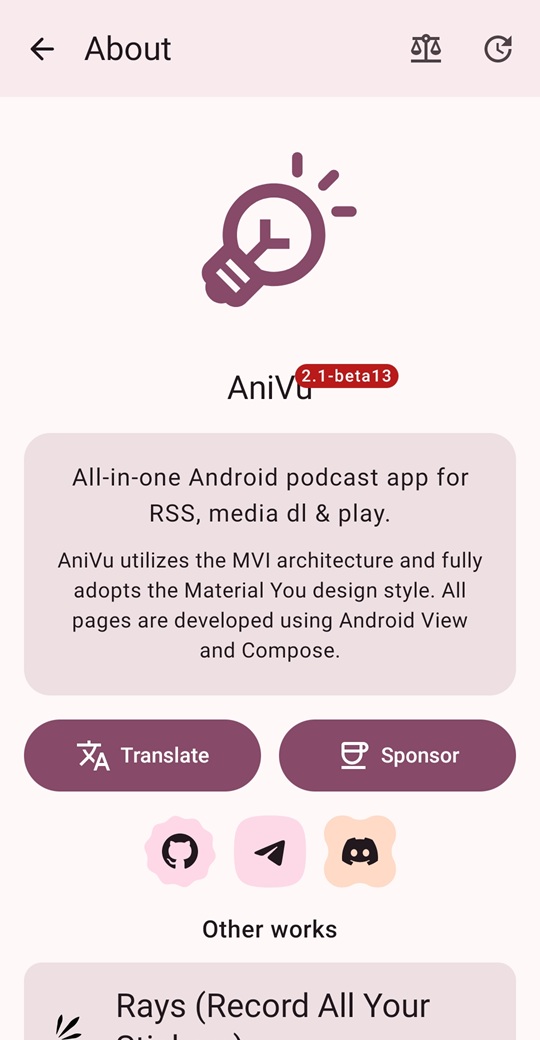 About
AniVu
2.1-beta13
All-in-one Android podcast app for
RSS, media dl & play.
AniVu utilizes the MVI architecture and fully
adopts the Material You design style. All
pages are developed using Android View
and Compose.
Translate
Sponsor
Other works
Rays (Record All Your